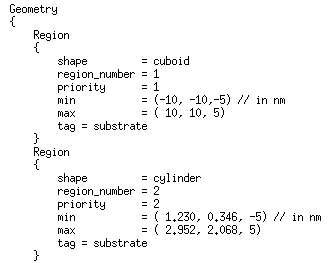 Geometry
{
    Region
    {
        shape         = cuboid
        region_number = 1
        priority      = 1
        min           = (-10, -10,-5) // in nm
        max           = ( 10, 10, 5)
        tag = substrate
    }
    Region
    {
        shape         = cylinder
        region_number = 2
        priority      = 2
        min           = ( 1.230, 0.346, -5) // in nm
        max           = ( 2.952, 2.068, 5)
        tag = substrate
    }